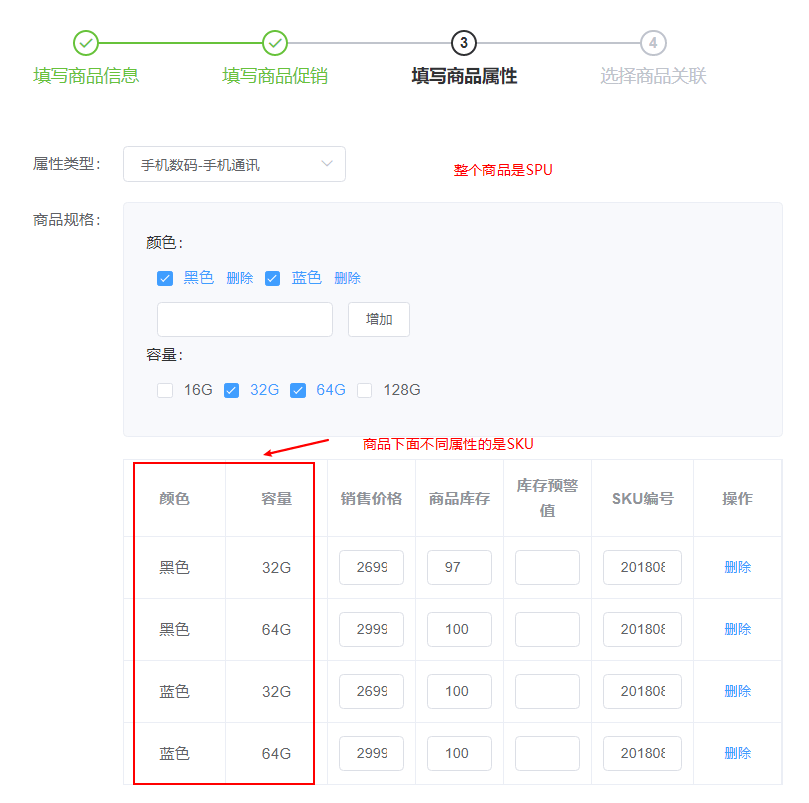 3 4
填写商品信息 填写商品促销 填写商品属性 选择商品关联
属性类型： 手机数码-手机通讯 整个商品是SPU
商品规格：
颜色：
黑色 删除 蓝色 删除
增加
容量：
16G 32G 64G 128G
商品下面不同属性的是SKU
颜色 容量 销售价格 商品库存 库存预警值 SKU编号 操作
黑色 32G 2699 97 201808 删除
黑色 64G 2999 100 201808 删除
蓝色 32G 2699 100 201808 删除
蓝色 64G 2999 100 201808 删除